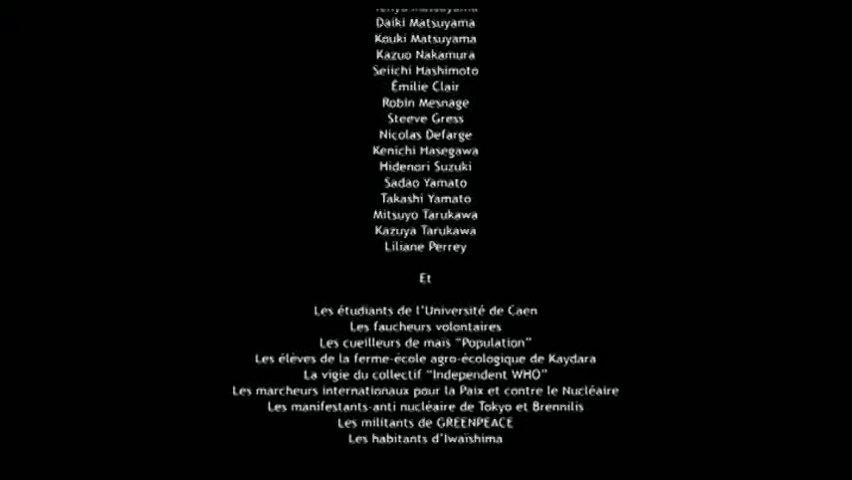 Daiki Matsuyama
Kouki Matsuyama
Kazuo Nakamura
Seiichi Hashimoto
Émilie Clair
Robin Mesnage
Steeve Gress
Nicolas Defarge
Kenichi Hasegawa
Hidenori Suzuki
Sadao Yamato
Takashi Yamato
Mitsuyo Tarukawa
Kazuya Tarukawa
Liliane Perrey
Et
Les étudiants de l'Université de Caen
Les faucheurs volontaires
Les cueilleurs de maïs "Population"
Les élèves de la ferme-école agro-écologique de Kaydara
La vigie du collectif "Independent WHO"
Les marcheurs internationaux pour la Paix et contre le Nucléaire
Les manifestants-anti nucléaire de Tokyo et Brennilis
Les militants de GREENPEACE
Les habitants d'Iwaïshima